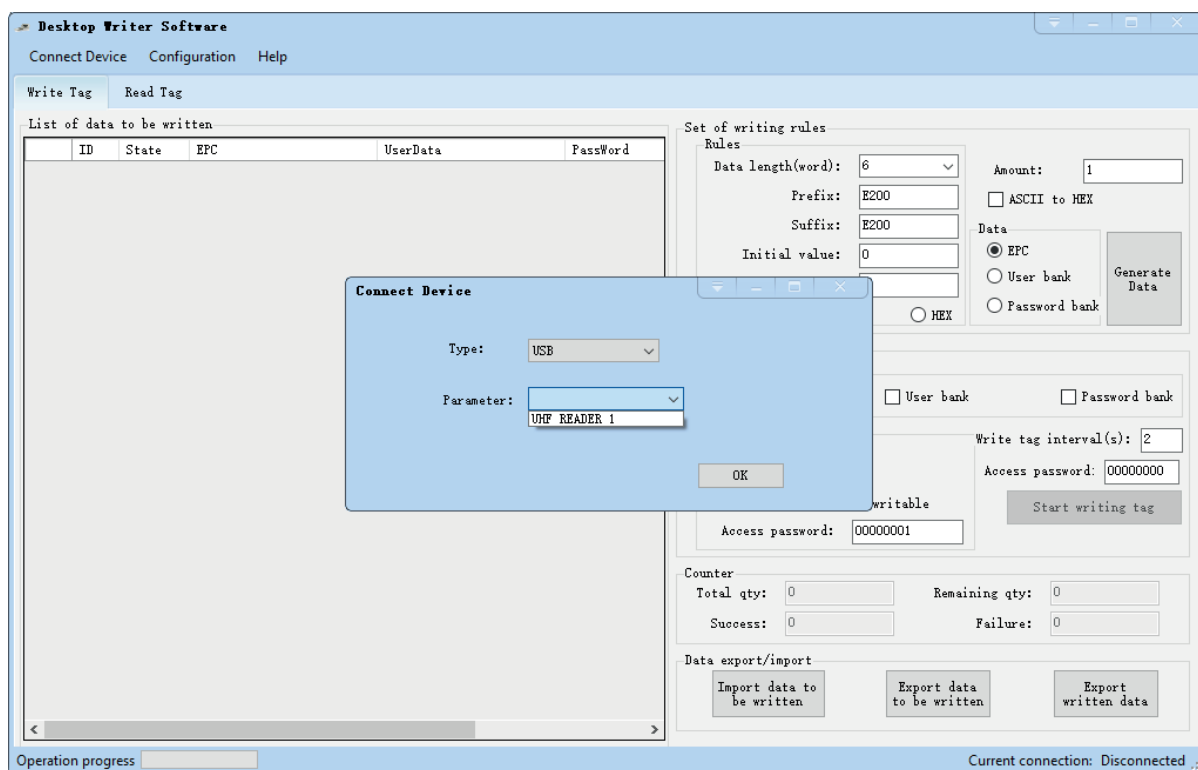 Desktop Writer Software
Connect Device Configuration Help
Write Tag Read Tag
List of data to be written
ID State EPC UserData PassWord
Set of writing rules
Rules
Data length(word): 6
Prefix: E200
Suffix: E200
Initial value: 0
HEX
Amount: 1
ASCII to HEX
Data
EPC
User bank
Password bank
Generate
Data
Connect Device
Type: USB
Parameter:
UHF READER 1
OK
User bank Password bank
Write tag interval(s): 2
Access password: 00000000
writable
Start writing tag
Access password: 00000001
Counter
Total qty: 0 Remaining qty: 0
Success: 0 Failure: 0
Data export/import
Import data to
be written
Export data
to be written
Export
written data
Operation progress
Current connection: Disconnected